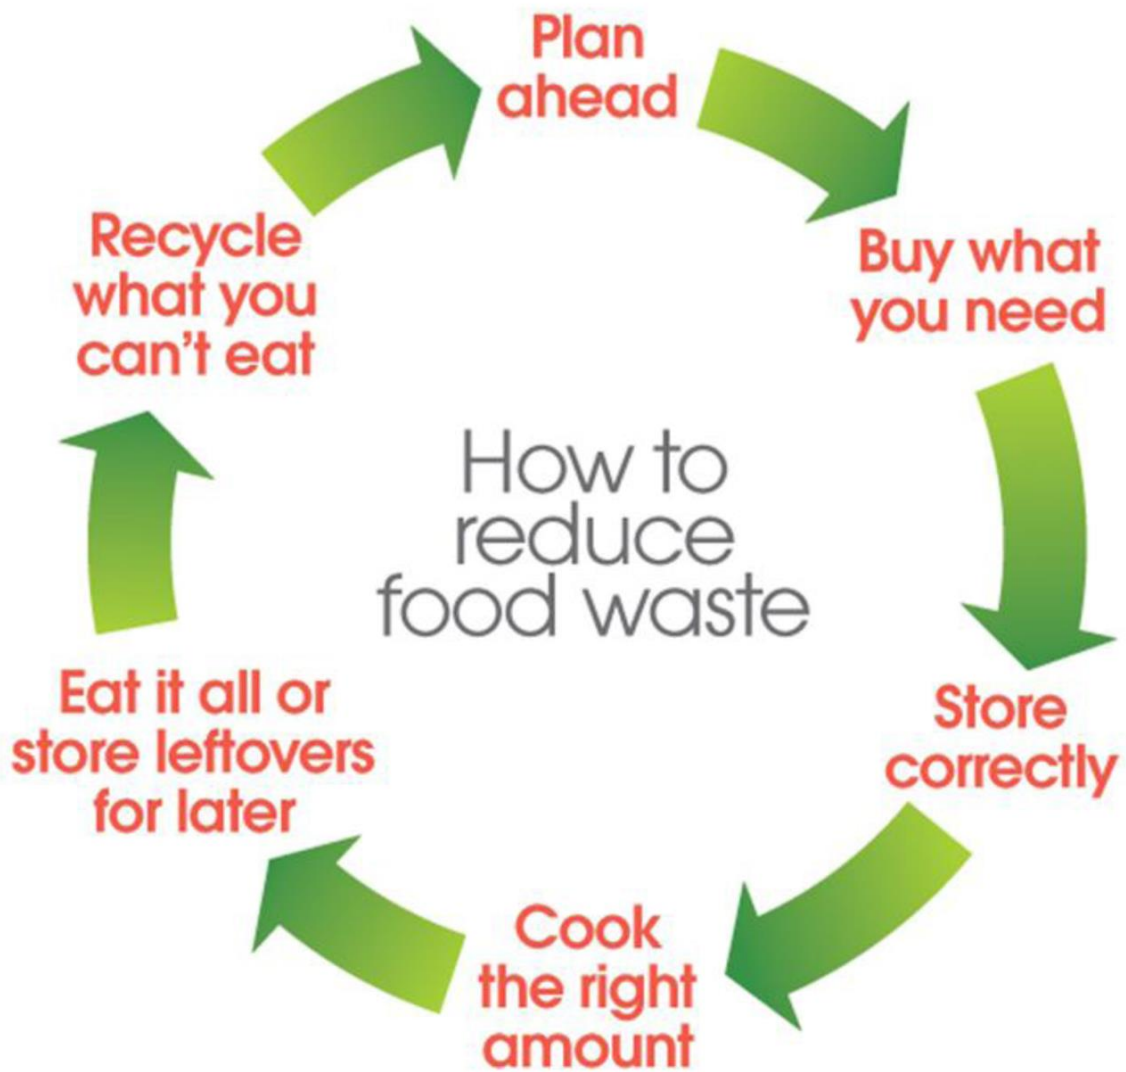 Plan
ahead
Buy what
you need
Store
correctly
Cook
the right
amount
Eat it all or
store leftovers
for later
Recycle
what you
can't eat
How to
reduce
food waste